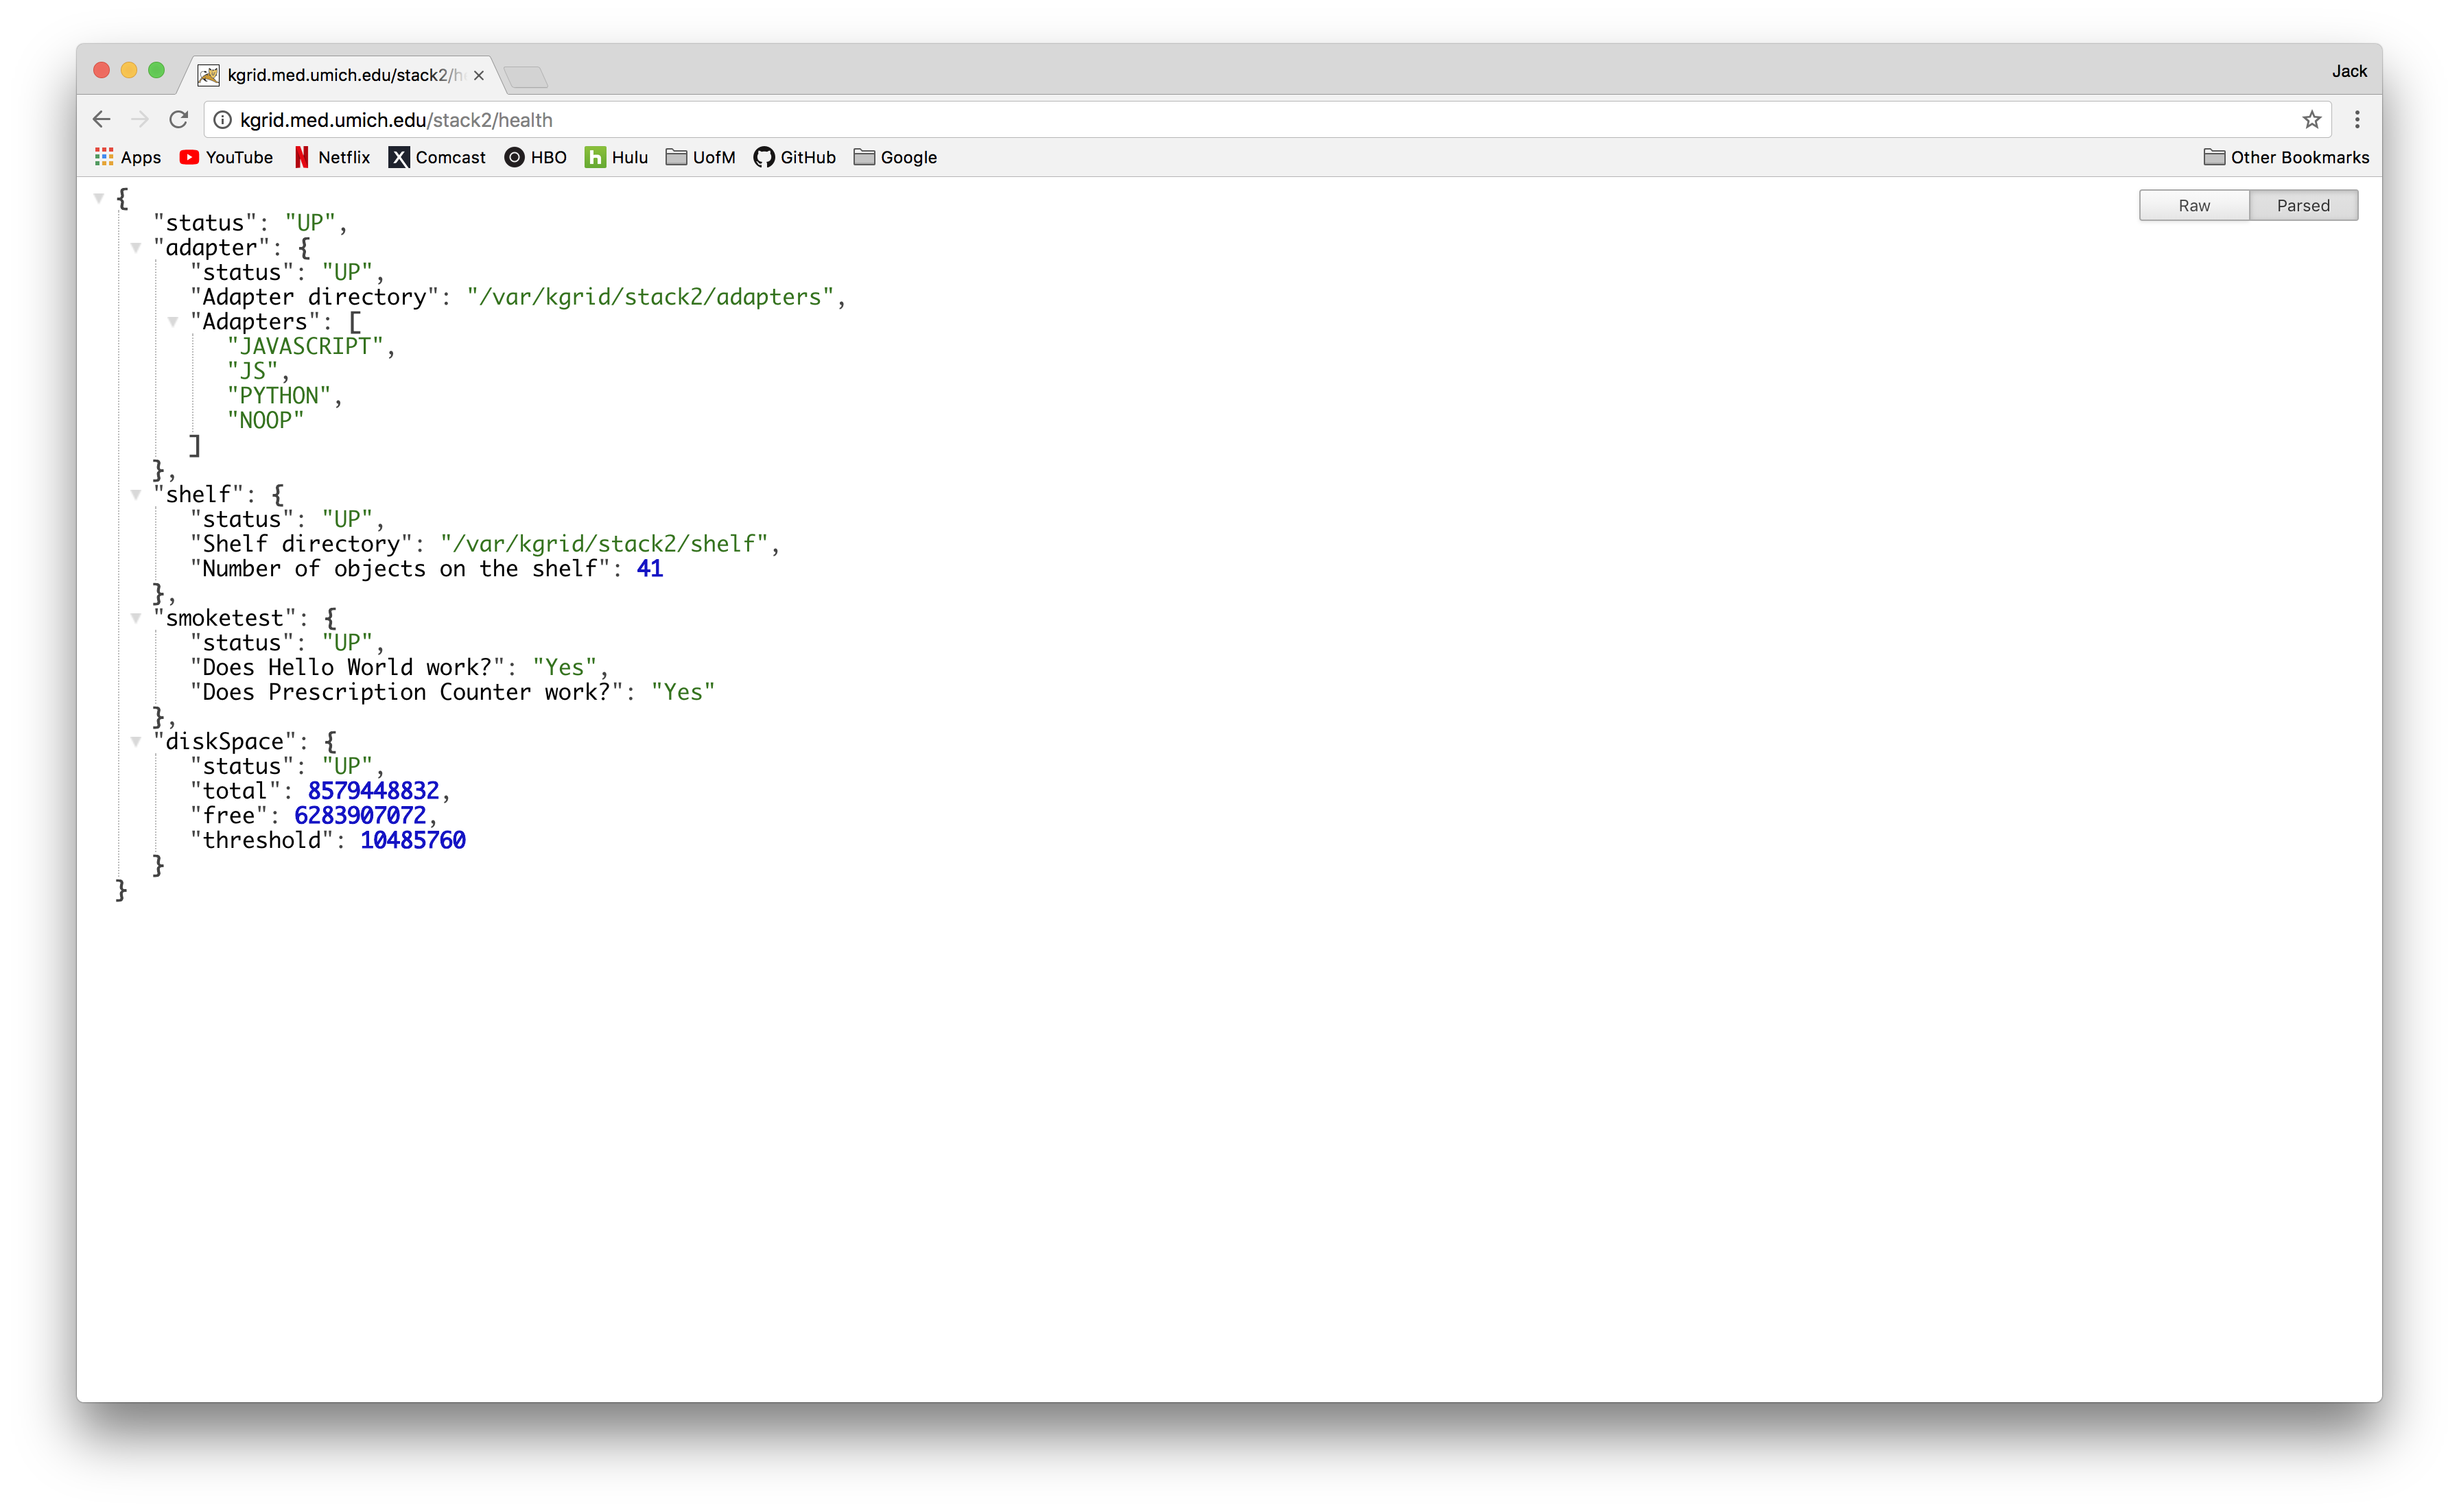 kgrid.med.umich.edu/stack2/h
Jack
kgrid.med.umich.edu/stack2/health
Apps YouTube Netflix Comcast HBO Hulu UofM GitHub Google Other Bookmarks
Raw Parsed
{
"status": "UP",
"adapter": {
"status": "UP",
"Adapter directory": "/var/kgrid/stack2/adapters",
"Adapters": [
"JAVASCRIPT",
"JS",
"PYTHON",
"NOOP"
]
},
"shelf": {
"status": "UP",
"Shelf directory": "/var/kgrid/stack2/shelf",
"Number of objects on the shelf": 41
},
"smoketest": {
"status": "UP",
"Does Hello World work?": "Yes",
"Does Prescription Counter work?": "Yes"
},
"diskSpace": {
"status": "UP",
"total": 8579448832,
"free": 6283907072,
"threshold": 10485760
}
}